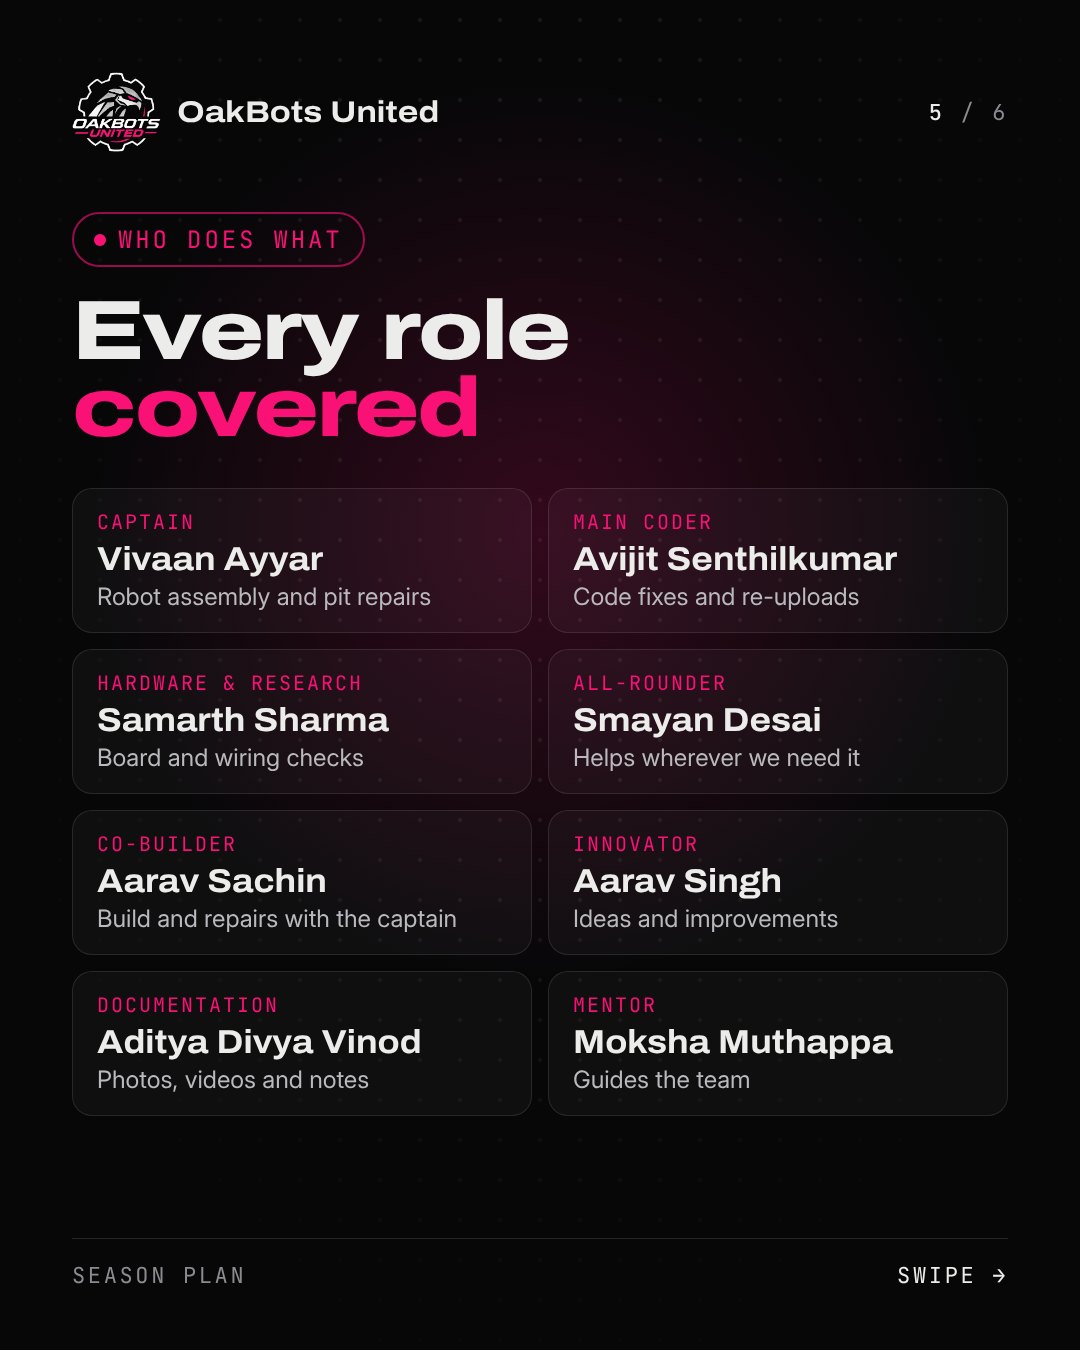 OAKBOTS
UNITED
OakBots United
5 / 6
WHO DOES WHAT
Every role
covered
CAPTAIN
Vivaan Ayyar
Robot assembly and pit repairs
MAIN CODER
Avijit Senthilkumar
Code fixes and re-uploads
HARDWARE & RESEARCH
Samarth Sharma
Board and wiring checks
ALL-ROUNDER
Smayan Desai
Helps wherever we need it
CO-BUILDER
Aarav Sachin
Build and repairs with the captain
INNOVATOR
Aarav Singh
Ideas and improvements
DOCUMENTATION
Aditya Divya Vinod
Photos, videos and notes
MENTOR
Moksha Muthappa
Guides the team
SEASON PLAN
SWIPE →